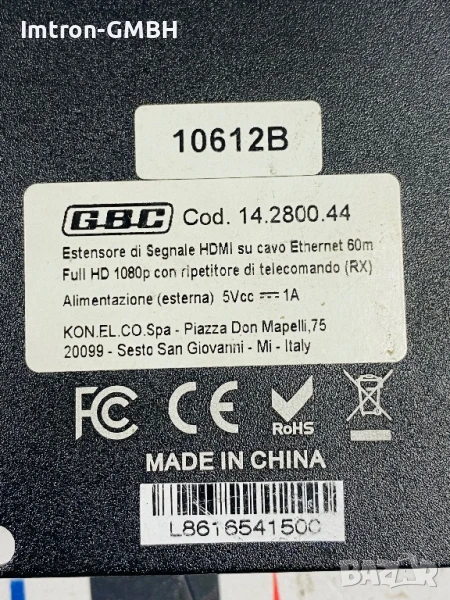 Imtron-GMBH
10612B
GBC Cod. 14.2800.44
Estensore di Segnale HDMI su cavo Ethernet 60m
Full HD 1080p con ripetitore di telecomando (RX)
Alimentazione (esterna) 5Vcc ⎓ 1A
KON.EL.CO.Spa - Piazza Don Mapelli,75
20099 - Sesto San Giovanni - Mi - Italy
FC CE RoHS
MADE IN CHINA
L861654150C
BAZAR